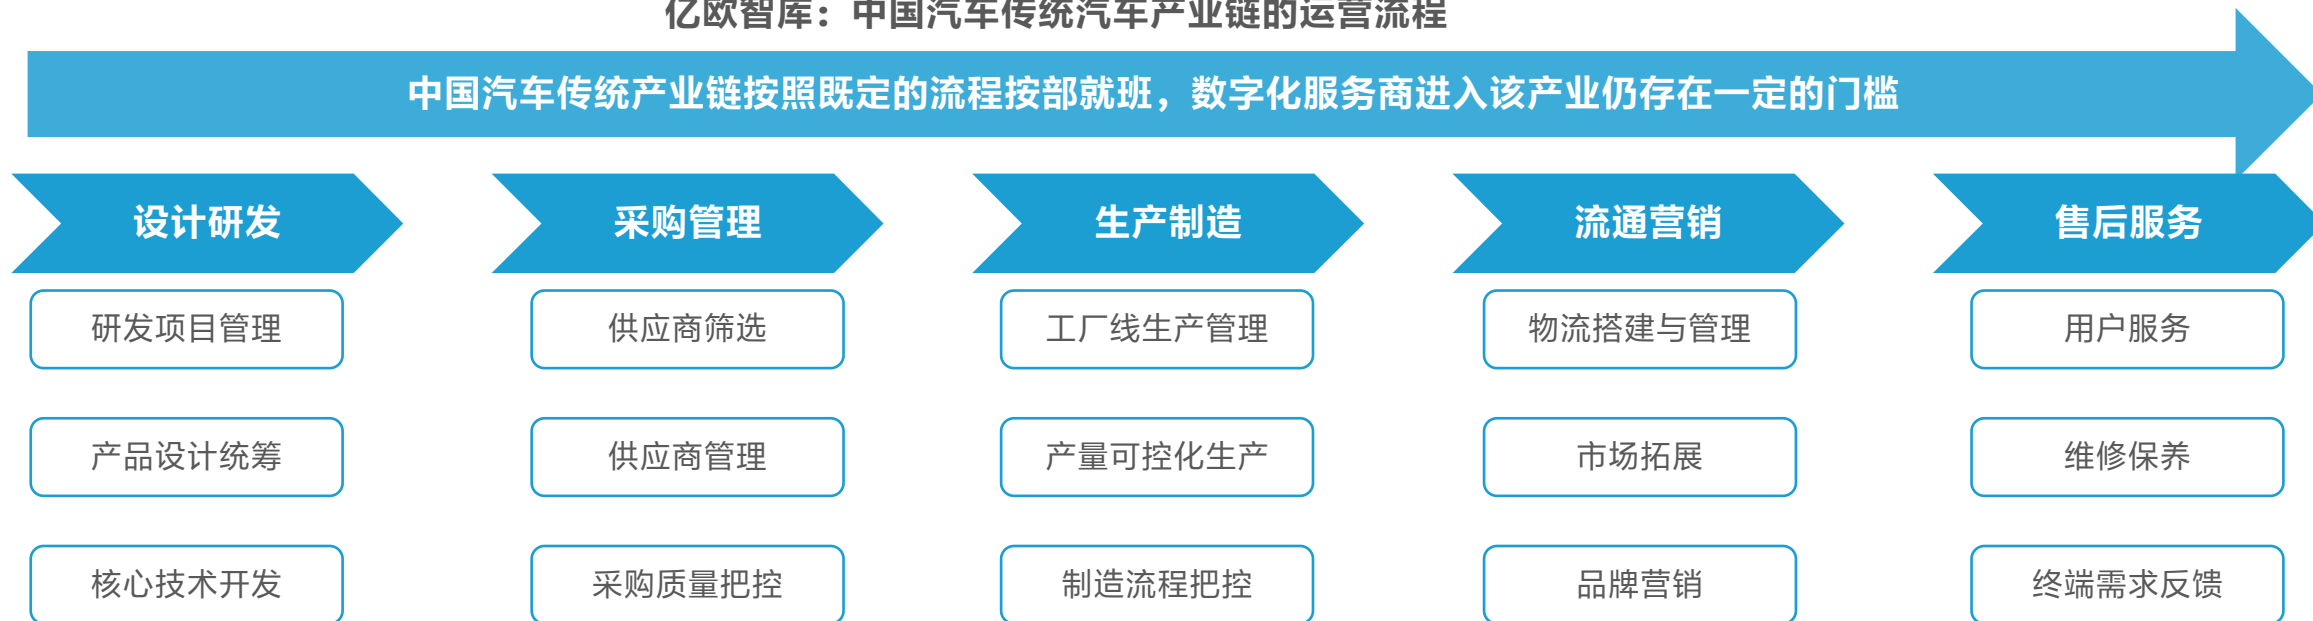 亿欧智库：中国汽车传统汽车产业链的运营流程
中国汽车传统产业链按照既定的流程按部就班，数字化服务商进入该产业仍存在一定的门槛
设计研发
采购管理
生产制造
流通营销
售后服务
研发项目管理
供应商筛选
工厂线生产管理
物流搭建与管理
用户服务
产品设计统筹
供应商管理
产量可控化生产
市场拓展
维修保养
核心技术开发
采购质量把控
制造流程把控
品牌营销
终端需求反馈